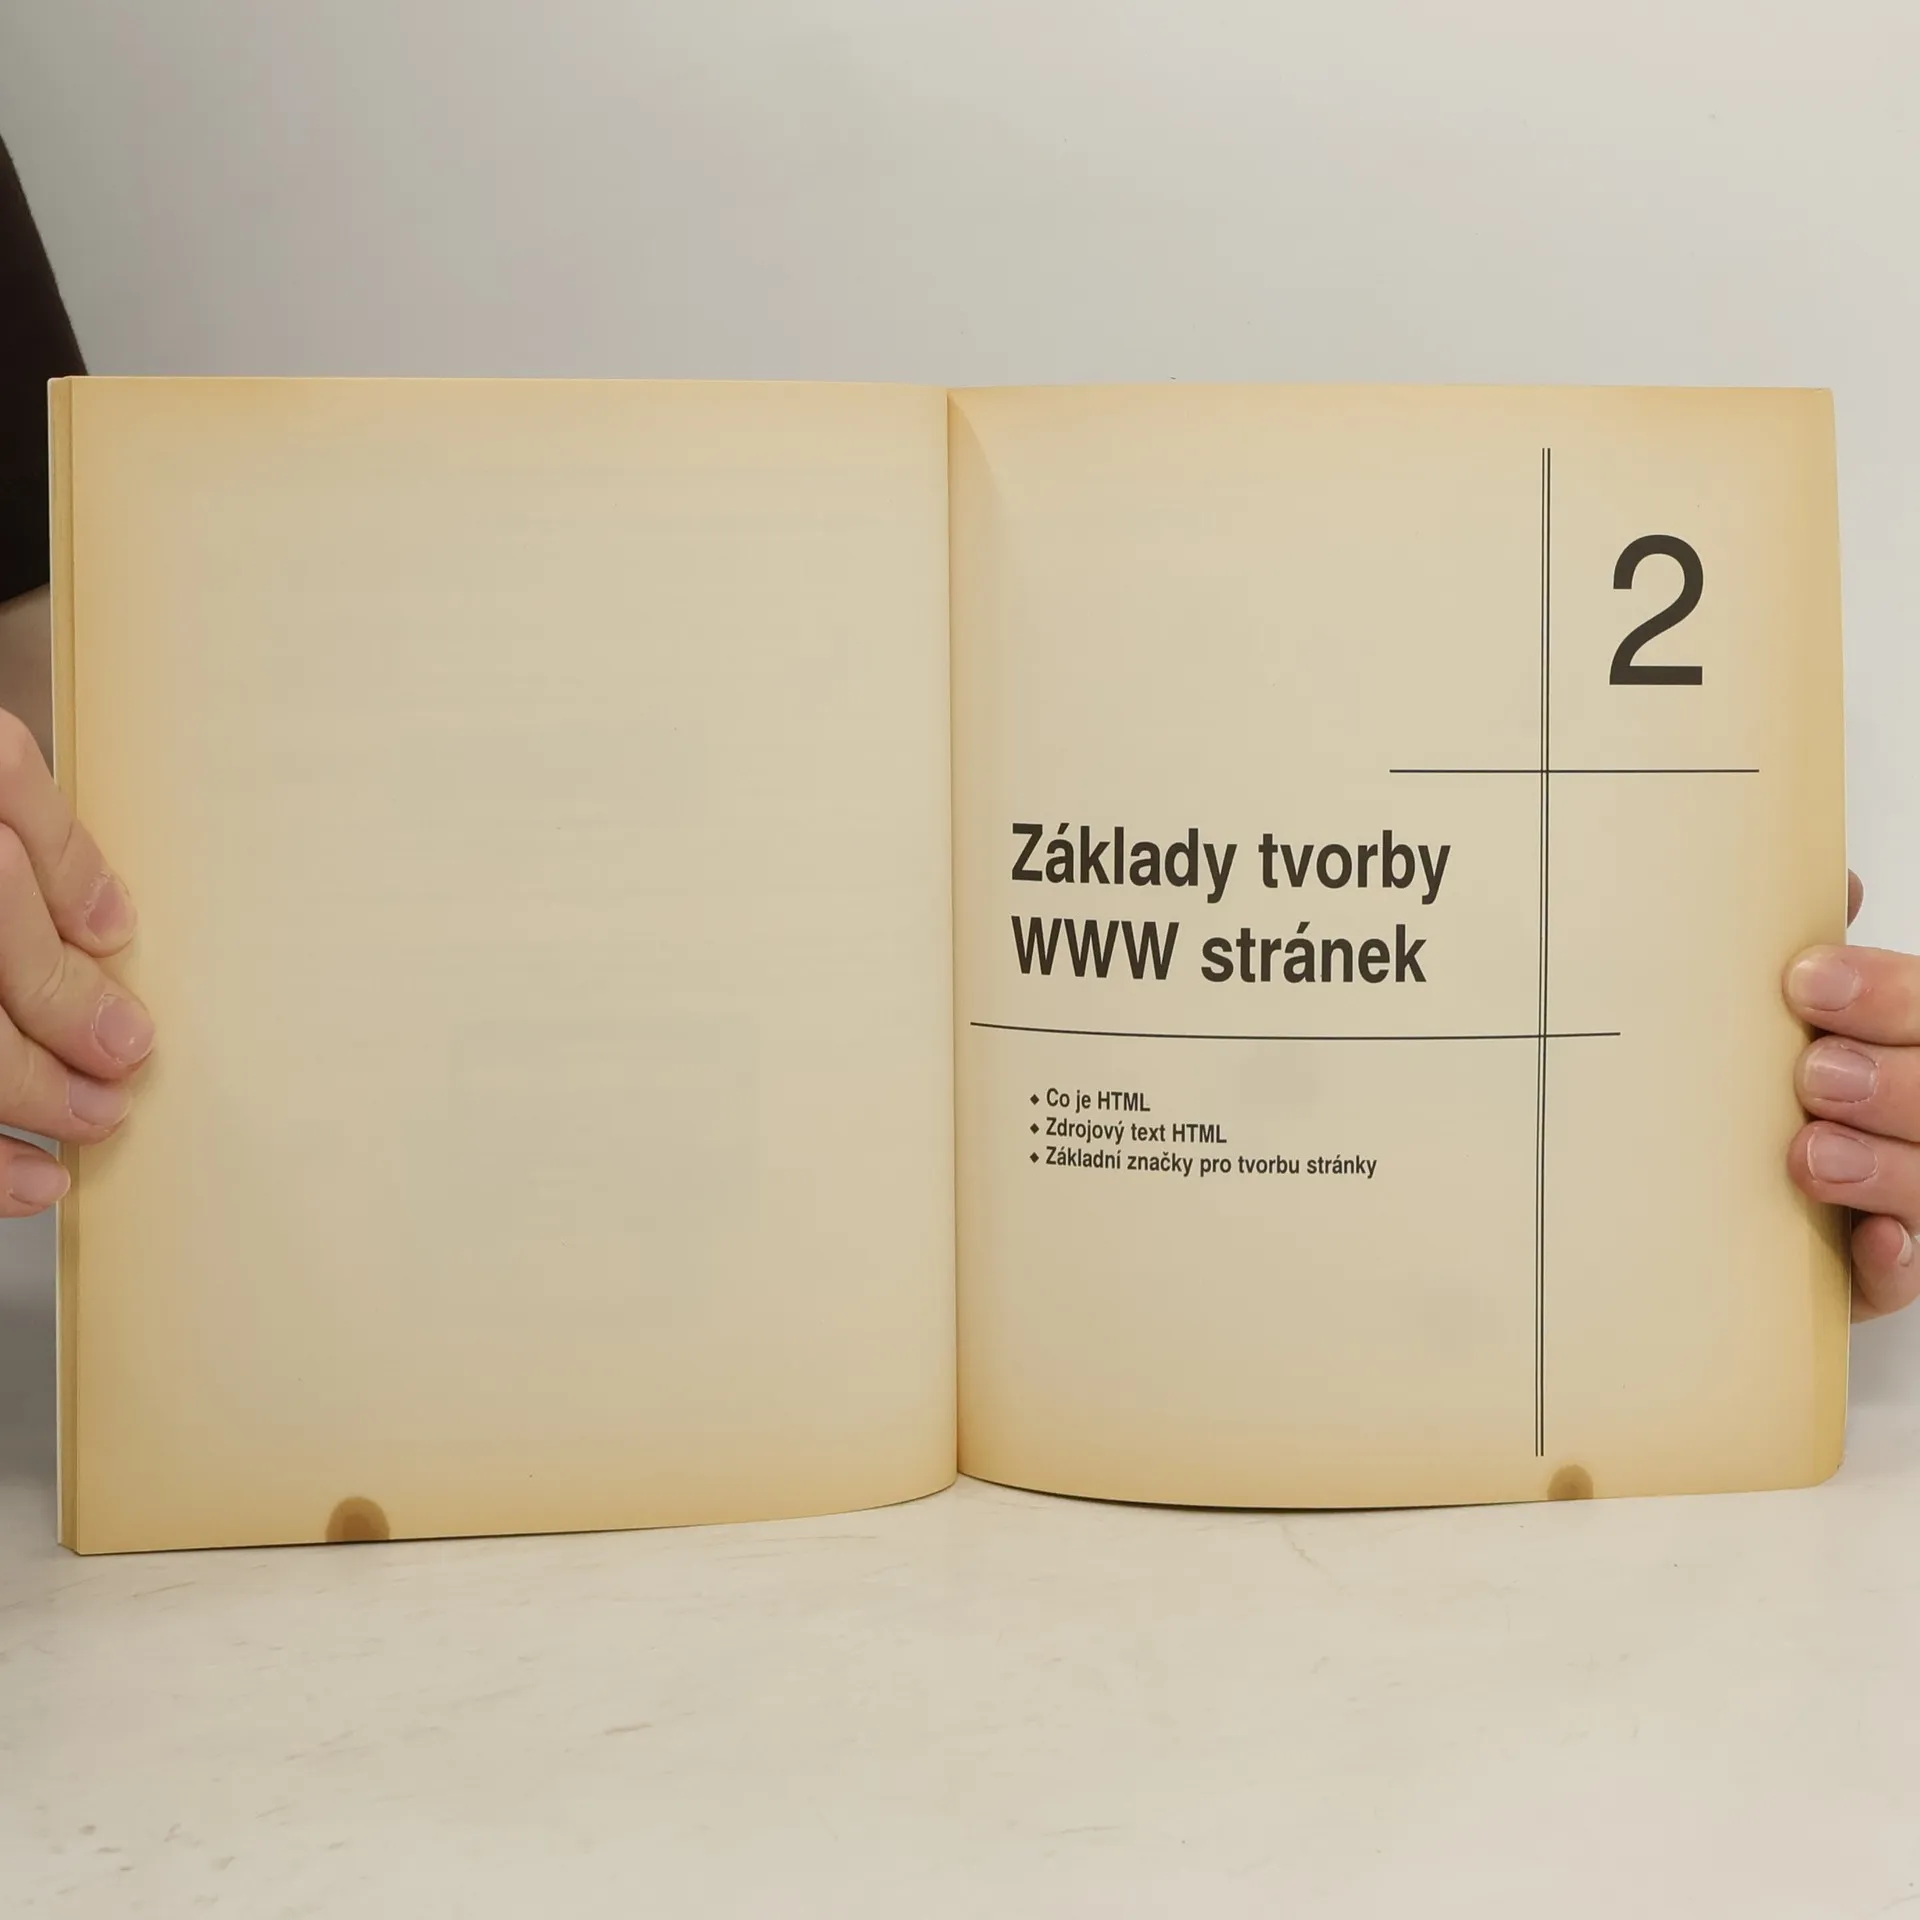 2
Základy tvorby
WWW stránek
◆ Co je HTML
◆ Zdrojový text HTML
◆ Základní značky pro tvorbu stránky